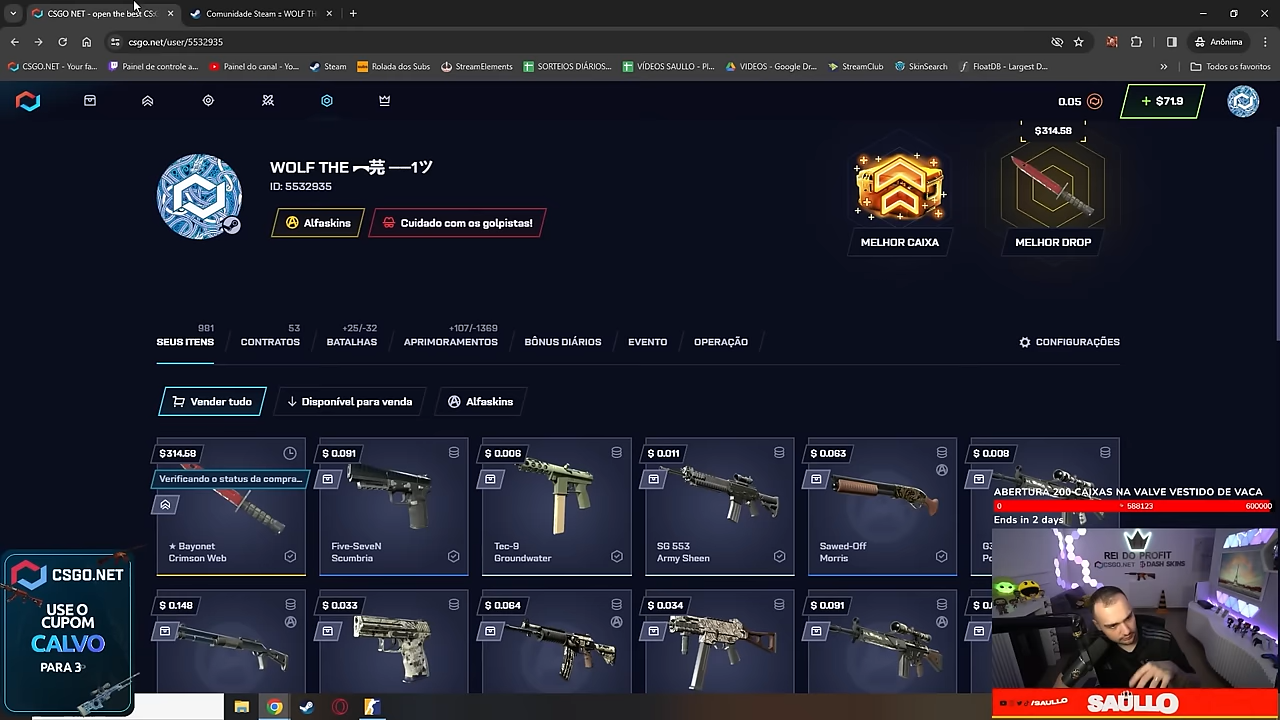 CSGO NET - open the best CS:
Comunidade Steam :: WOLF TH
csgo.net/user/5532935
Anônima
CSGO.NET - Your fa...
Painel de controle a...
Painel do canal - Yo...
Steam
Rolada dos Subs
StreamElements
SORTEIOS DIÁRIOS...
VÍDEOS SAULLO - Pl...
VIDEOS - Google Dr...
StreamClub
SkinSearch
FloatDB - Largest D...
Todos os favoritos
0.05
+ $71.9
WOLF THE ︻芫 ──1ツ
ID: 5532935
Alfaskins
Cuidado com os golpistas!
MELHOR CAIXA
$314.58
MELHOR DROP
981
SEUS ITENS
53
CONTRATOS
+25/-32
BATALHAS
+107/-1369
APRIMORAMENTOS
BÔNUS DIÁRIOS
EVENTO
OPERAÇÃO
CONFIGURAÇÕES
Vender tudo
Disponível para venda
Alfaskins
$314.58
Verificando o status da compra...
★ Bayonet
Crimson Web
$ 0.091
Five-SeveN
Scumbria
$ 0.006
Tec-9
Groundwater
$ 0.011
SG 553
Army Sheen
$ 0.063
Sawed-Off
Morris
$ 0.008
$ 0.148
$ 0.033
$ 0.064
$ 0.034
$ 0.091
ABERTURA 200 CAIXAS NA VALVE VESTIDO DE VACA
0
588123
600000
Ends in 2 days
REI DO PROFIT
CSGO.NET
DASH SKINS
/SAULLO
SAULLO
CSGO.NET
USE O
CUPOM
CALVO
PARA 3